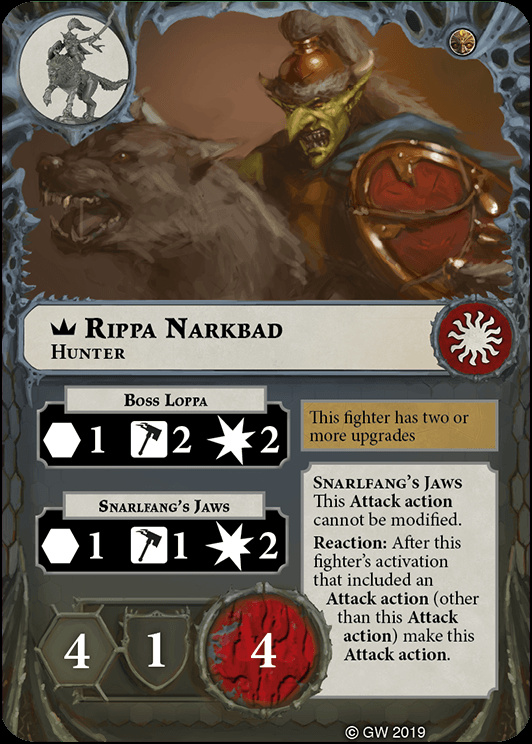 Rippa Narkbad
Hunter
Boss Loppa
1 2 2
This fighter has two or
more upgrades
Snarlfang's Jaws
1 1 2
Snarlfang's Jaws
This Attack action
cannot be modified.
Reaction: After this
fighter's activation
that included an
Attack action (other
than this Attack
action) make this
Attack action.
4 1 4
© GW 2019